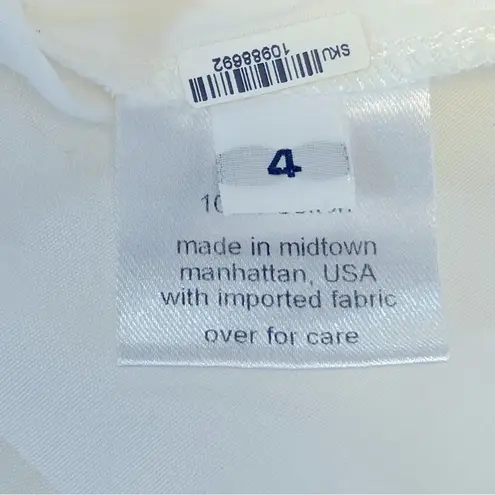 SKU
10988692
4
made in midtown
manhattan, USA
with imported fabric
over for care